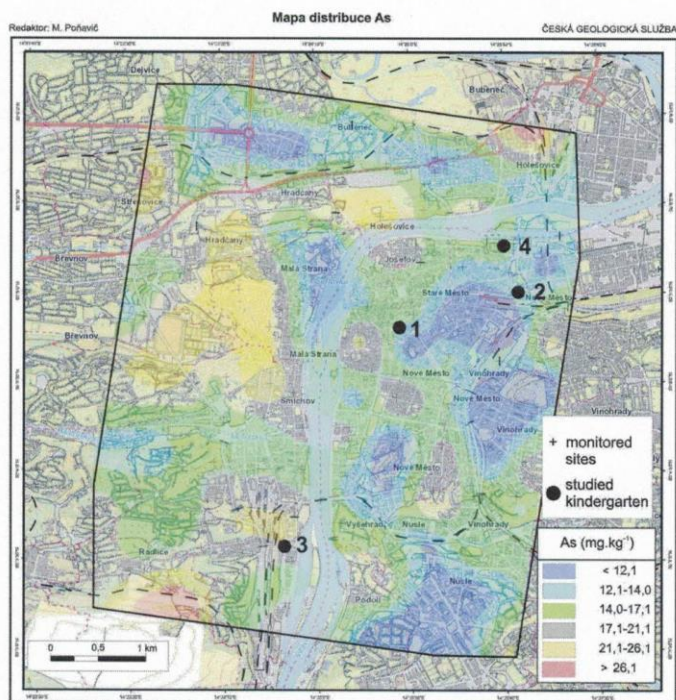 Mapa distribuce As
Redaktor: M. Poňavič
ČESKÁ GEOLOGICKÁ SLUŽBA
Dejvice
Bubeneč
Bubeneč
Holešovice
Střešovice
Hradčany
Hradčany
Holešovice
4
Břevnov
Josefov
Malá Strana
Staré Město
2
Nové Město
1
Břevnov
Malá Strana
Nové Město
Vinohrady
Smíchov
Nové Město
Vinohrady
Vinohrady
Nové Město
+ monitored
sites
studied
kindergarten
Vyšehrad
Nusle
Vinohrady
3
Radlice
Nusle
Podolí
As (mg.kg⁻¹)
< 12,1
12,1-14,0
14,0-17,1
17,1-21,1
21,1-26,1
> 26,1
0 0,5 1 km